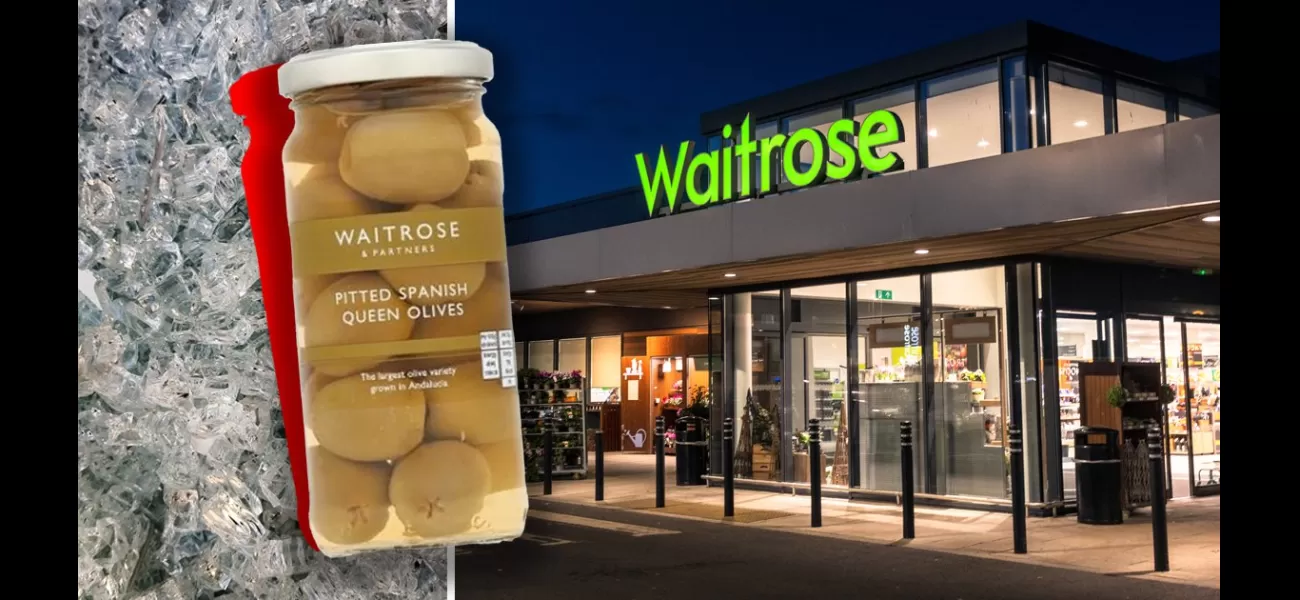 WAITROSE
& PARTNERS
PITTED SPANISH
QUEEN OLIVES
The largest olive variety
grown in Andalucía
Waitrose